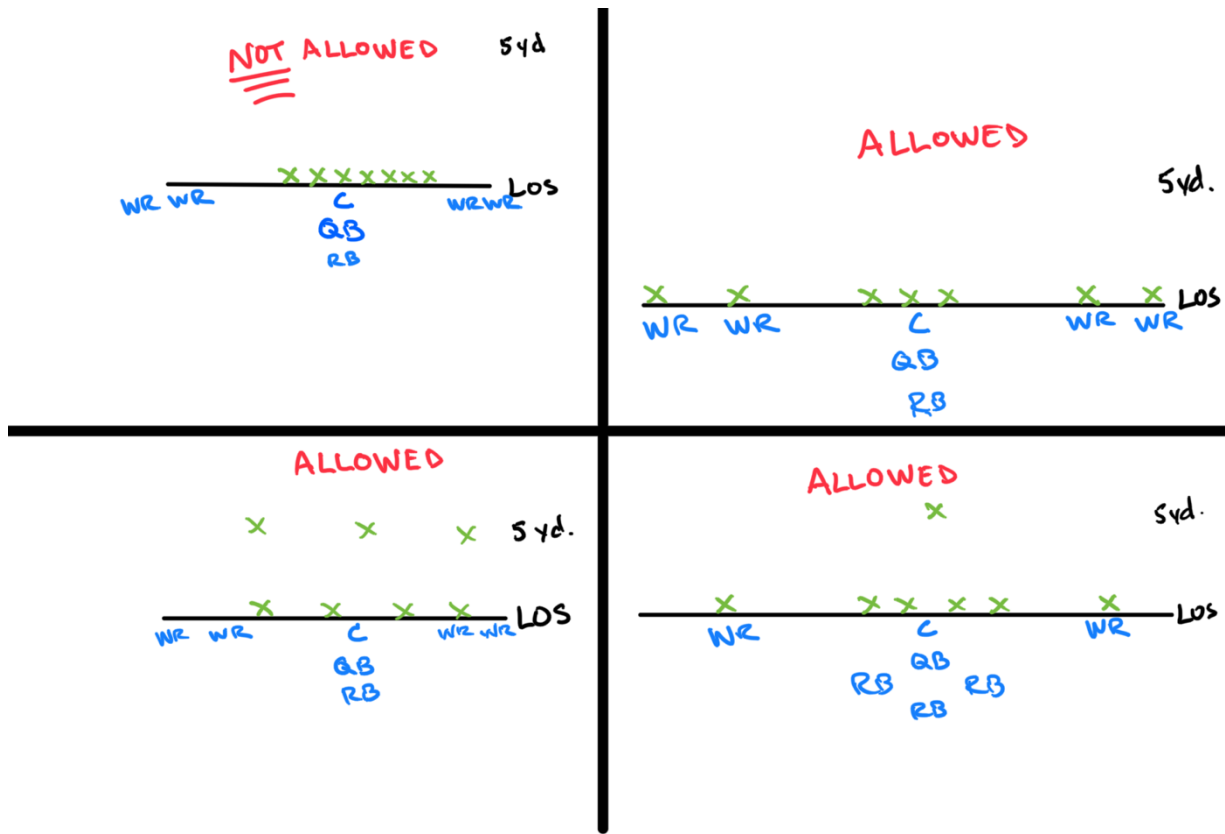 NOT ALLOWED 5yd
X X X X X X X
LOS
WR WR C WR WR
QB
RB
ALLOWED
5yd.
X X X X X X X
LOS
WR WR C WR WR
QB
RB
ALLOWED
X X X 5 yd.
X X X X
LOS
WR WR C WR WR
QB
RB
ALLOWED
X 5yd.
X X X X X X
LOS
WR C WR
QB
RB RB
RB